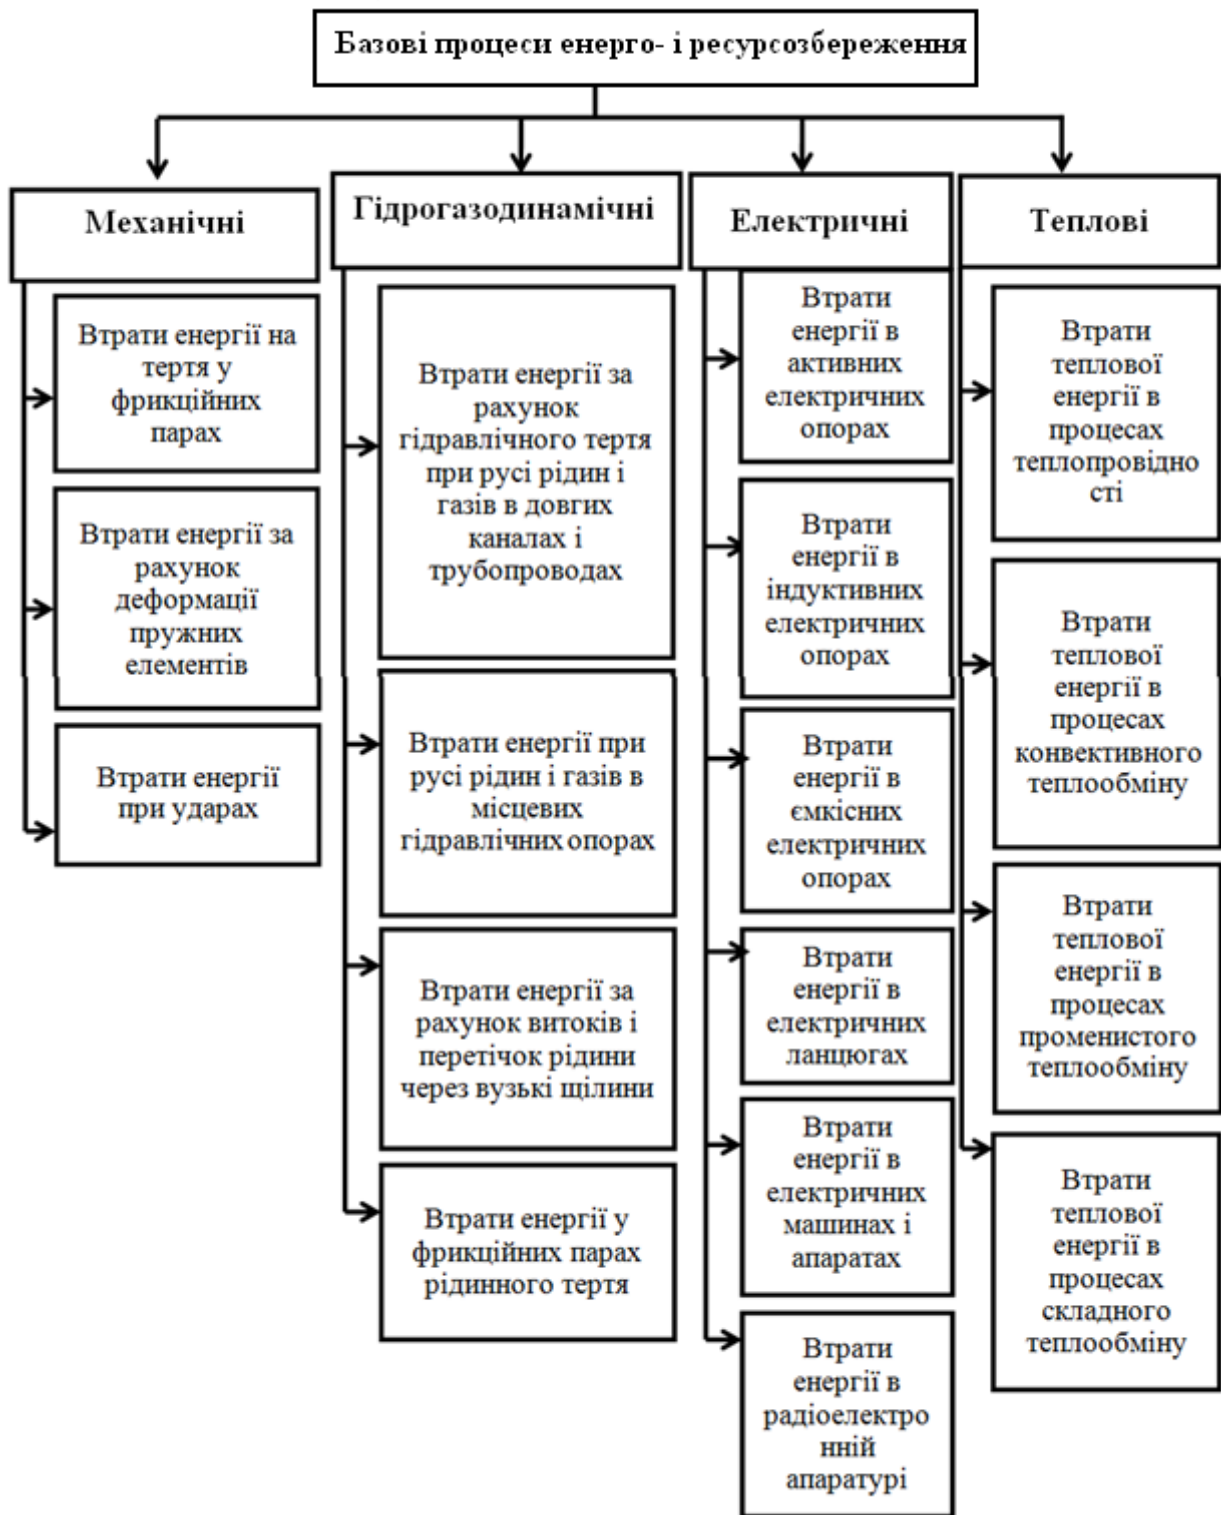 Базові процеси енерго- і ресурсозбереження
Механічні
Втрати енергії на
тертя у
фрикційних
парах
Втрати енергії за
рахунок
деформації
пружних
елементів
Втрати енергії
при ударах
Гідрогазодинамічні
Втрати енергії за
рахунок
гідравлічного тертя
при русі рідин і
газів в довгих
каналах і
трубопроводах
Втрати енергії при
русі рідин і газів в
місцевих
гідравлічних опорах
Втрати енергії за
рахунок витоків і
перетічок рідини
через вузькі щілини
Втрати енергії у
фрикційних парах
рідинного тертя
Електричні
Втрати
енергії в
активних
електричних
опорах
Втрати
енергії в
індуктивних
електричних
опорах
Втрати
енергії в
ємкісних
електричних
опорах
Втрати
енергії в
електричних
ланцюгах
Втрати
енергії в
електричних
машинах і
апаратах
Втрати
енергії в
радіоелектро
нній
апаратурі
Теплові
Втрати
теплової
енергії в
процесах
теплопровідно
сті
Втрати
теплової
енергії в
процесах
конвективного
теплообміну
Втрати
теплової
енергії в
процесах
променистого
теплообміну
Втрати
теплової
енергії в
процесах
складного
теплообміну